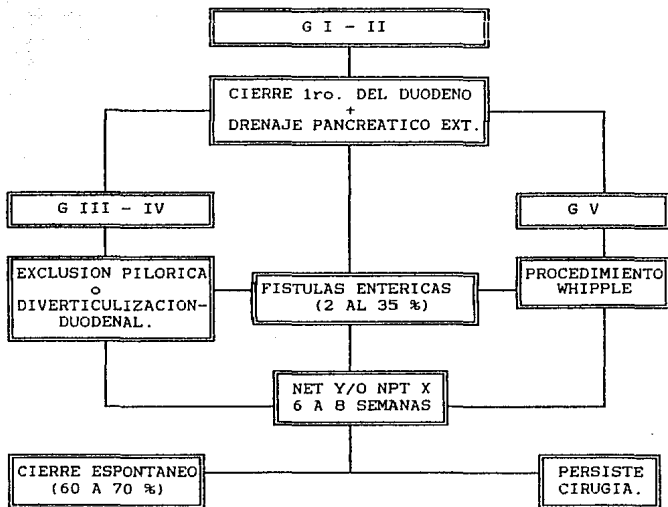 G I - II
CIERRE 1ro. DEL DUODENO
+
DRENAJE PANCREATICO EXT.
G III - IV
G V
EXCLUSION PILORICA
o
DIVERTICULIZACION-
DUODENAL.
FISTULAS ENTERICAS
(2 AL 35 %)
PROCEDIMIENTO
WHIPPLE
NET Y/O NPT X
6 A 8 SEMANAS
CIERRE ESPONTANEO
(60 A 70 %)
PERSISTE
CIRUGIA.